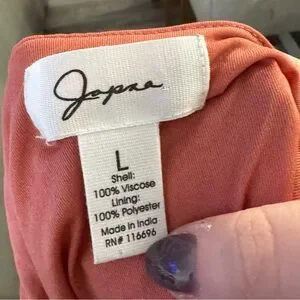 Japna
L
Shell:
100% Viscose
Lining:
100% Polyester
Made in India
RN# 116696